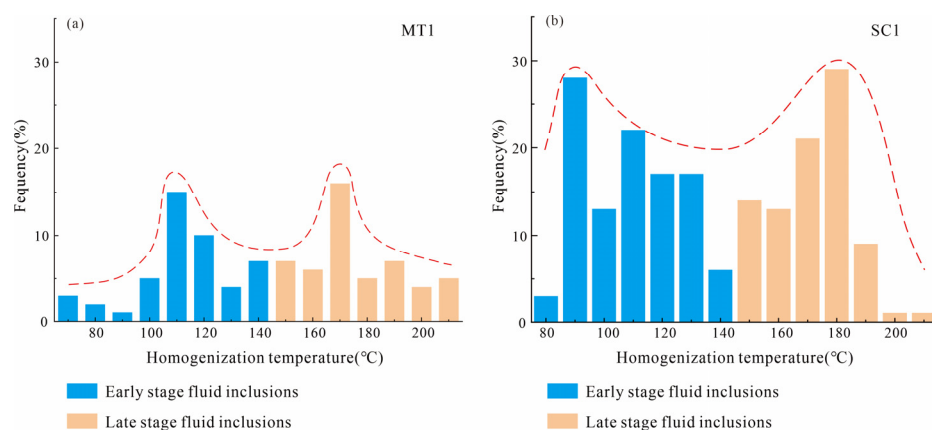 (a)
MT1
30
20
10
0
Fequency(%)
80 100 120 140 160 180 200
Homogenization temperature(℃)
Early stage fluid inclusions
Late stage fluid inclusions
(b)
SC1
30
20
10
0
Fequency(%)
80 100 120 140 160 180 200
Homogenization temperature(℃)
Early stage fluid inclusions
Late stage fluid inclusions